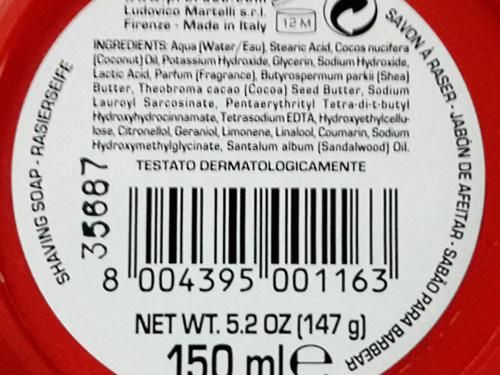 Ludovico Martelli s.r.l.
Firenze - Made in Italy
12 M
INGREDIENTS: Aqua (Water/Eau), Stearic Acid, Cocos nucifera
(Coconut) Oil, Potassium Hydroxide, Glycerin, Sodium Hydroxide,
Lactic Acid, Parfum (Fragrance), Butyrospermum parkii (Shea)
Butter, Theobroma cacao (Cocoa) Seed Butter, Sodium
Lauroyl Sarcosinate, Pentaerythrityl Tetra-di-t-butyl
Hydroxyhydrocinnamate, Tetrasodium EDTA, Hydroxyethylcellu-
lose, Citronellol, Geraniol, Limonene, Linalool, Coumarin, Sodium
Hydroxymethylglycinate, Santalum album (Sandalwood) Oil.
TESTATO DERMATOLOGICAMENTE
35687
8 004395 001163
NET WT. 5.2 OZ (147 g)
150 ml e
SHAVING SOAP - RASIERSEIFE
SAVON À RASER - JABÓN DE AFEITAR - SABÃO PARA BARBEAR